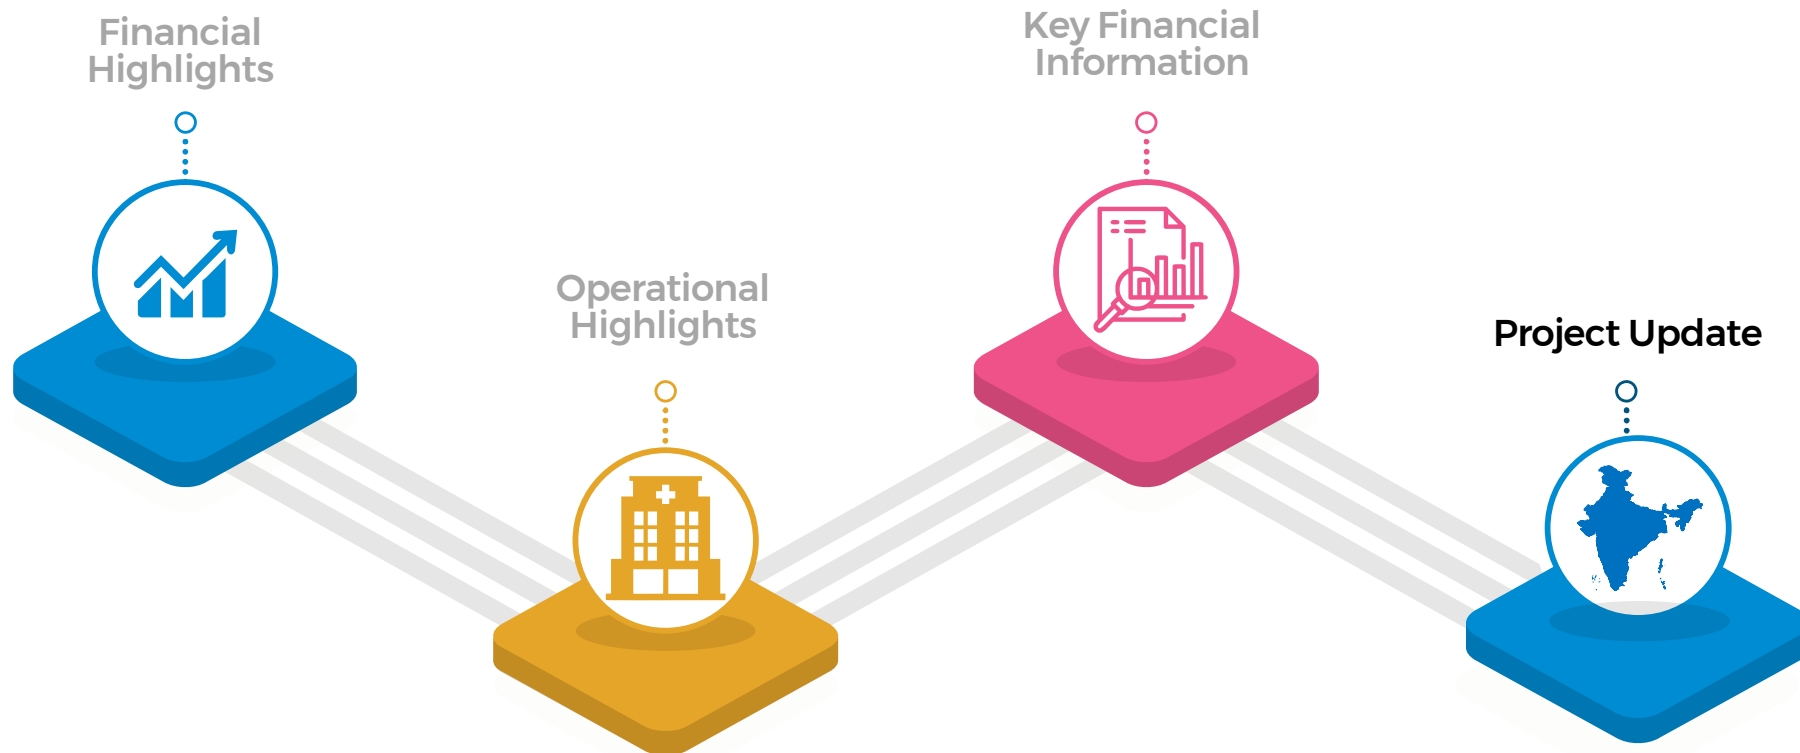 Financial
Highlights
Operational
Highlights
Key Financial
Information
Project Update